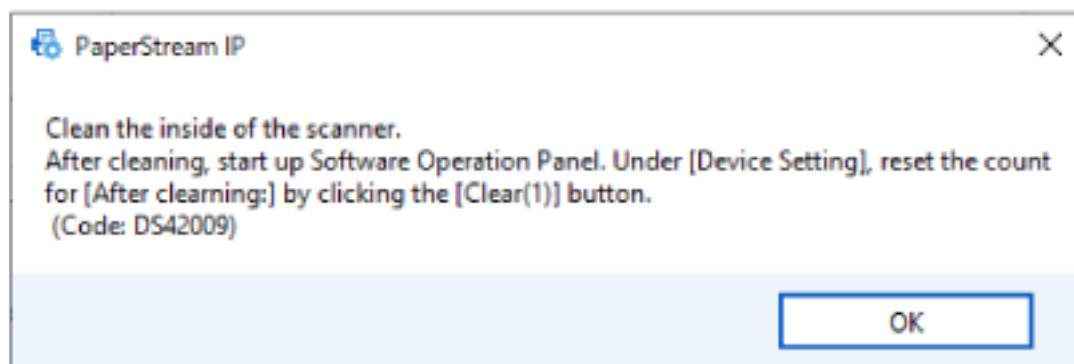 PaperStream IP
Clean the inside of the scanner.
After cleaning, start up Software Operation Panel. Under [Device Setting], reset the count
for [After clearning:] by clicking the [Clear(1)] button.
(Code: DS42009)
OK